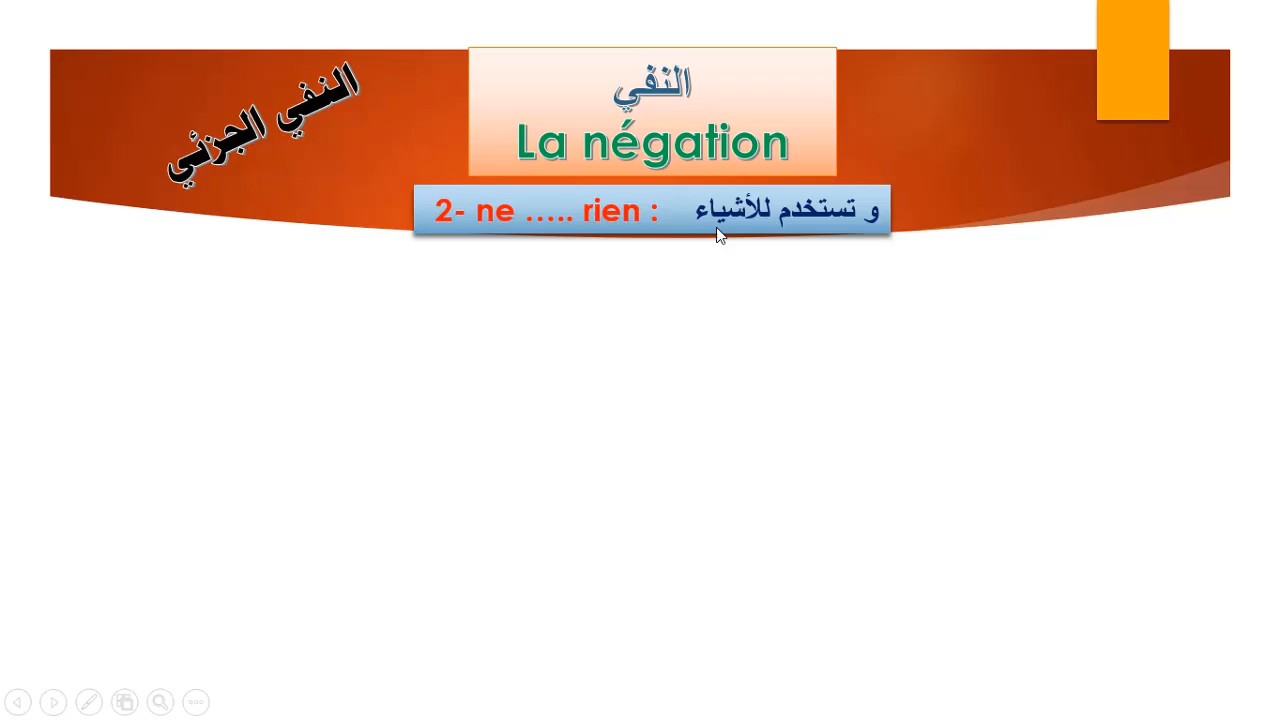 النفي الجزئي
النفي
La négation
2- ne ..... rien : و تستخدم للأشياء